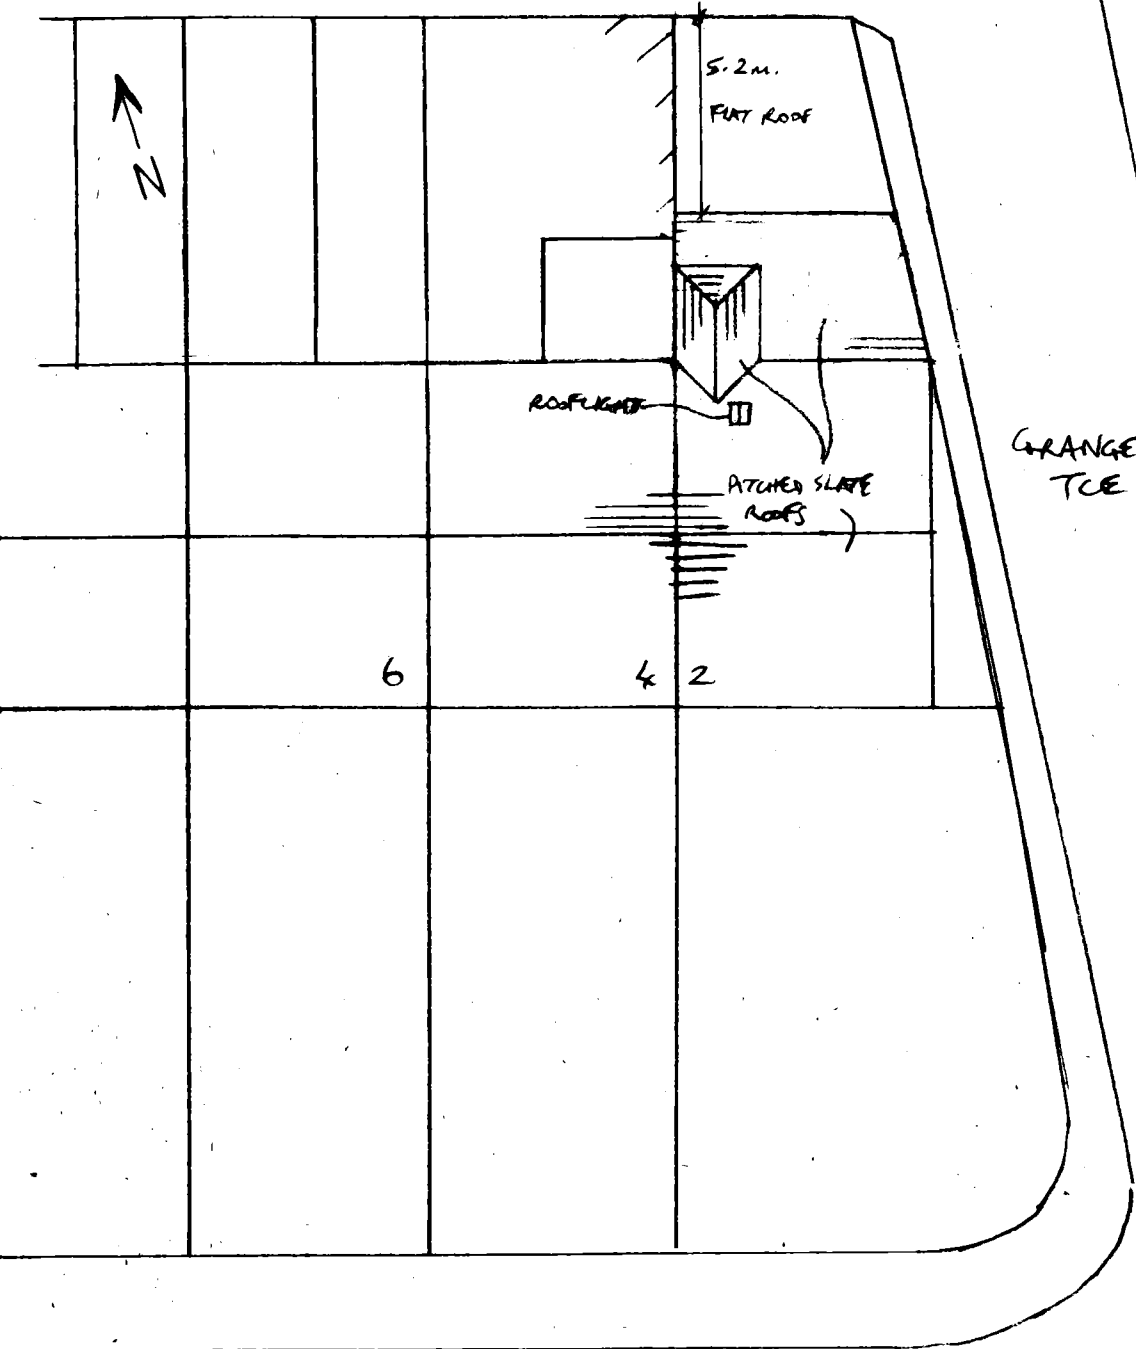 5.2m.
FLAT ROOF
N
ROOFLIGHT
GRANGE
TCE
PITCHED SLATE
ROOFS
6
4
2